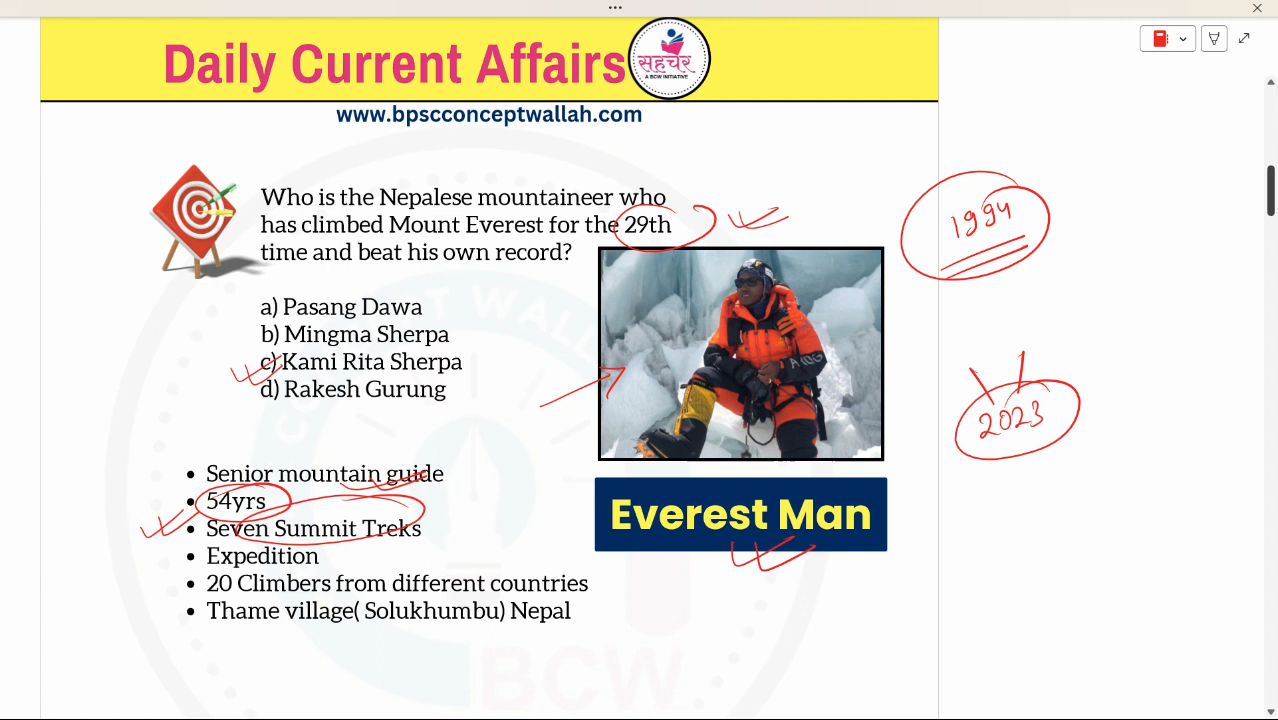 Daily Current Affairs
सहचर
A BCW INITIATIVE
www.bpscconceptwallah.com
Who is the Nepalese mountaineer who
has climbed Mount Everest for the 29th
time and beat his own record?
1994
a) Pasang Dawa
b) Mingma Sherpa
c) Kami Rita Sherpa
d) Rakesh Gurung
2023
Senior mountain guide
54yrs
Seven Summit Treks
Expedition
20 Climbers from different countries
Thame village( Solukhumbu) Nepal
Everest Man
BCW